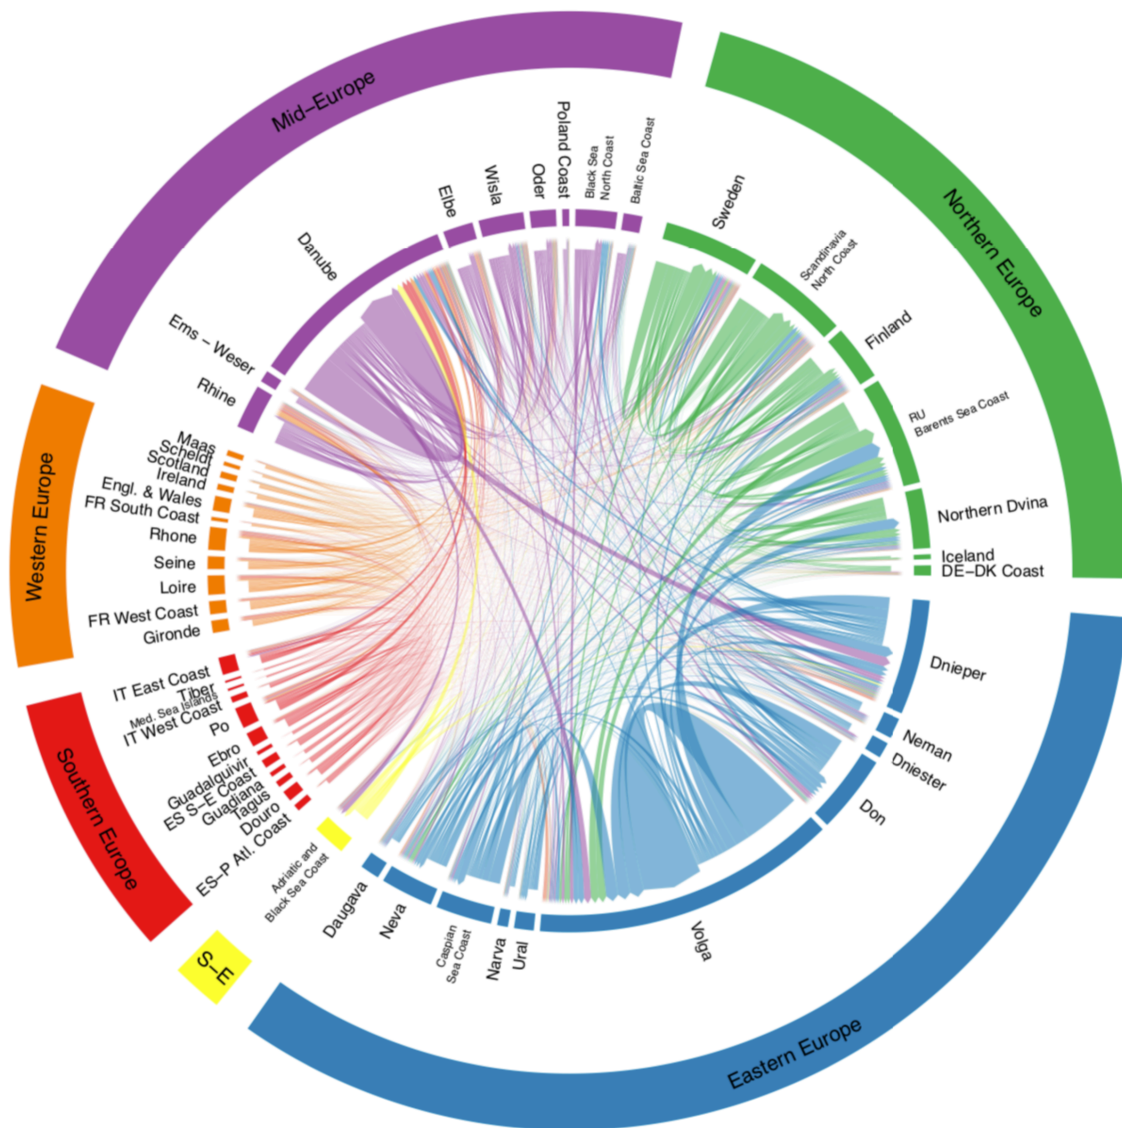 Mid–Europe
Northern Europe
Eastern Europe
S–E
Southern Europe
Western Europe
Poland Coast
Black Sea
North Coast
Baltic Sea Coast
Sweden
Scandinavia
North Coast
Finland
RU
Barents Sea Coast
Northern Dvina
Iceland
DE–DK Coast
Dnieper
Neman
Dniester
Don
Volga
Ural
Narva
Caspian
Sea Coast
Neva
Daugava
Adriatic and
Black Sea Coast
ES–P Atl. Coast
Douro
Tagus
Guadiana
ES S–E Coast
Guadalquivir
Ebro
Po
IT West Coast
Med. Sea Islands
Tiber
IT East Coast
Gironde
FR West Coast
Loire
Seine
Rhone
FR South Coast
Engl. & Wales
Ireland
Scotland
Scheldt
Maas
Rhine
Ems – Weser
Danube
Elbe
Wisla
Oder